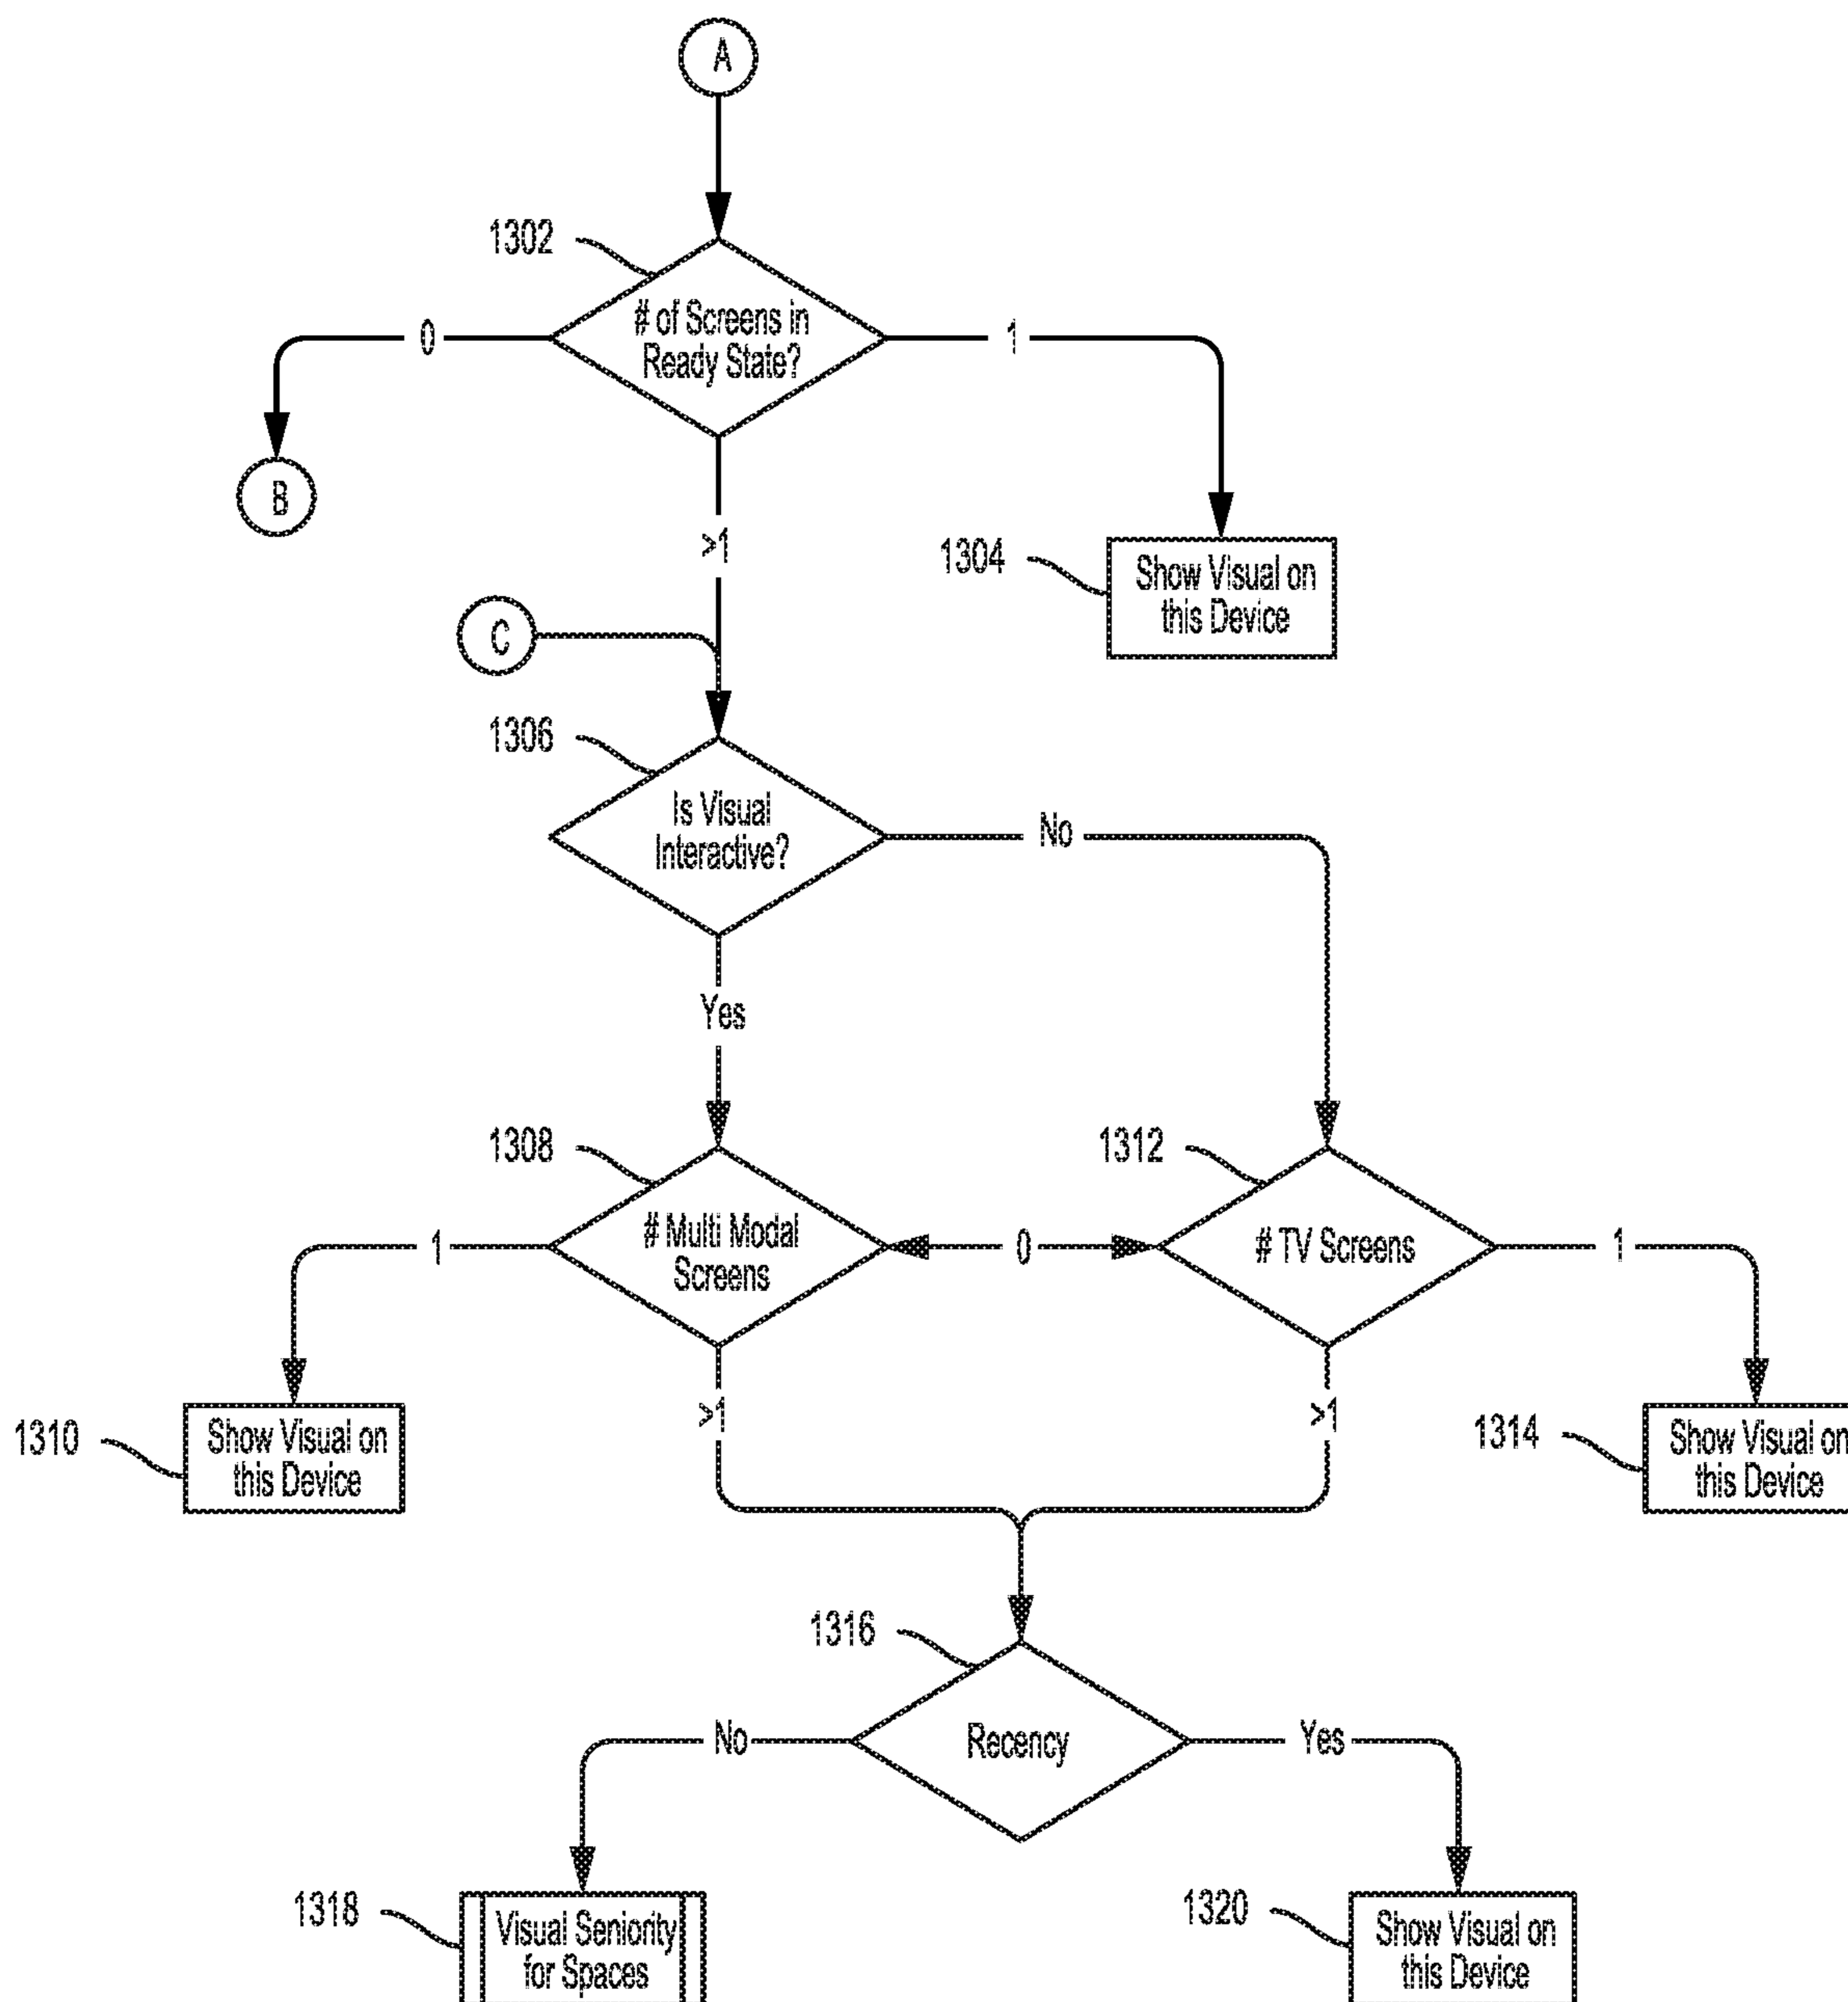 A
1302
# of Screens in
Ready State?
0
1
B
>1
1304
Show Visual on
this Device
C
1306
Is Visual
Interactive?
No
Yes
1308
1312
# Multi Modal
Screens
1
0
# TV Screens
1
1310
Show Visual on
this Device
>1
>1
1314
Show Visual on
this Device
1316
Recency
No
Yes
1318
Visual Seniority
for Spaces
1320
Show Visual on
this Device